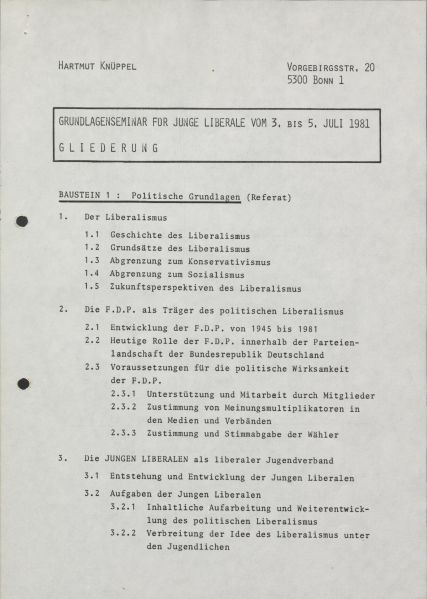 HARTMUT KNÜPPEL
VORGEBIRGSSTR. 20
5300 BONN 1
GRUNDLAGENSEMINAR FÜR JUNGE LIBERALE VOM 3. BIS 5. JULI 1981
GLIEDERUNG
BAUSTEIN 1 : Politische Grundlagen (Referat)
1. Der Liberalismus
1.1 Geschichte des Liberalismus
1.2 Grundsätze des Liberalismus
1.3 Abgrenzung zum Konservativismus
1.4 Abgrenzung zum Sozialismus
1.5 Zukunftsperspektiven des Liberalismus
2. Die F.D.P. als Träger des politischen Liberalismus
2.1 Entwicklung der F.D.P. von 1945 bis 1981
2.2 Heutige Rolle der F.D.P. innerhalb der Parteien-
landschaft der Bundesrepublik Deutschland
2.3 Voraussetzungen für die politische Wirksamkeit
der F.D.P.
2.3.1 Unterstützung und Mitarbeit durch Mitglieder
2.3.2 Zustimmung von Meinungsmultiplikatoren in
den Medien und Verbänden
2.3.3 Zustimmung und Stimmabgabe der Wähler
3. Die JUNGEN LIBERALEN als liberaler Jugendverband
3.1 Entstehung und Entwicklung der Jungen Liberalen
3.2 Aufgaben der Jungen Liberalen
3.2.1 Inhaltliche Aufarbeitung und Weiterentwick-
lung des politischen Liberalismus
3.2.2 Verbreitung der Idee des Liberalismus unter
den Jugendlichen